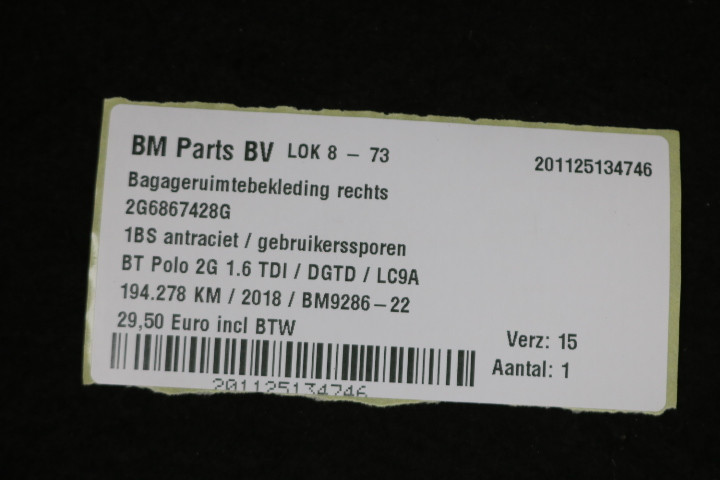 BM Parts BV LOK 8 - 73
201125134746
Bagageruimtebekleding rechts
2G6867428G
1BS antraciet / gebruikerssporen
BT Polo 2G 1.6 TDI / DGTD / LC9A
194.278 KM / 2018 / BM9286-22
29,50 Euro incl BTW
Verz: 15
Aantal: 1
201125134746